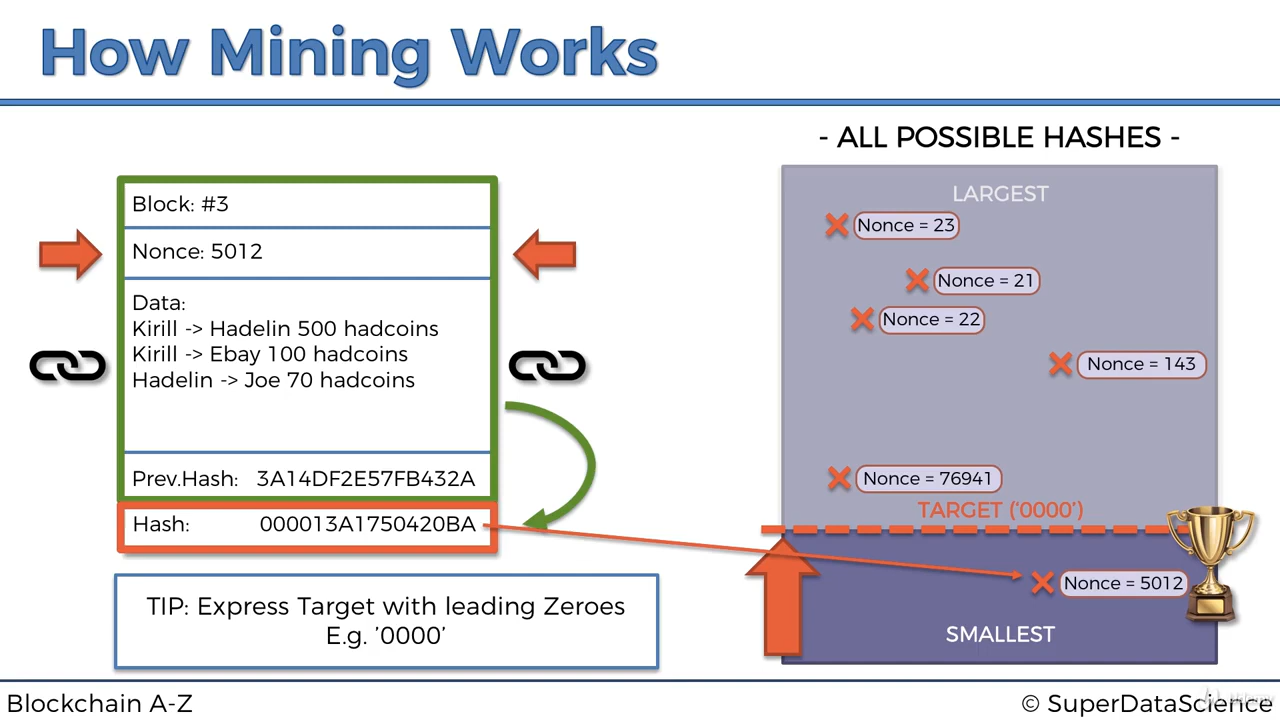 How Mining Works
- ALL POSSIBLE HASHES -
Block: #3
Nonce: 5012
Data:
Kirill -> Hadelin 500 hadcoins
Kirill -> Ebay 100 hadcoins
Hadelin -> Joe 70 hadcoins
Prev.Hash: 3A14DF2E57FB432A
Hash: 000013A1750420BA
TIP: Express Target with leading Zeroes
E.g. '0000'
LARGEST
Nonce = 23
Nonce = 21
Nonce = 22
Nonce = 143
Nonce = 76941
TARGET ('0000')
Nonce = 5012
SMALLEST
Blockchain A-Z
© SuperDataScience